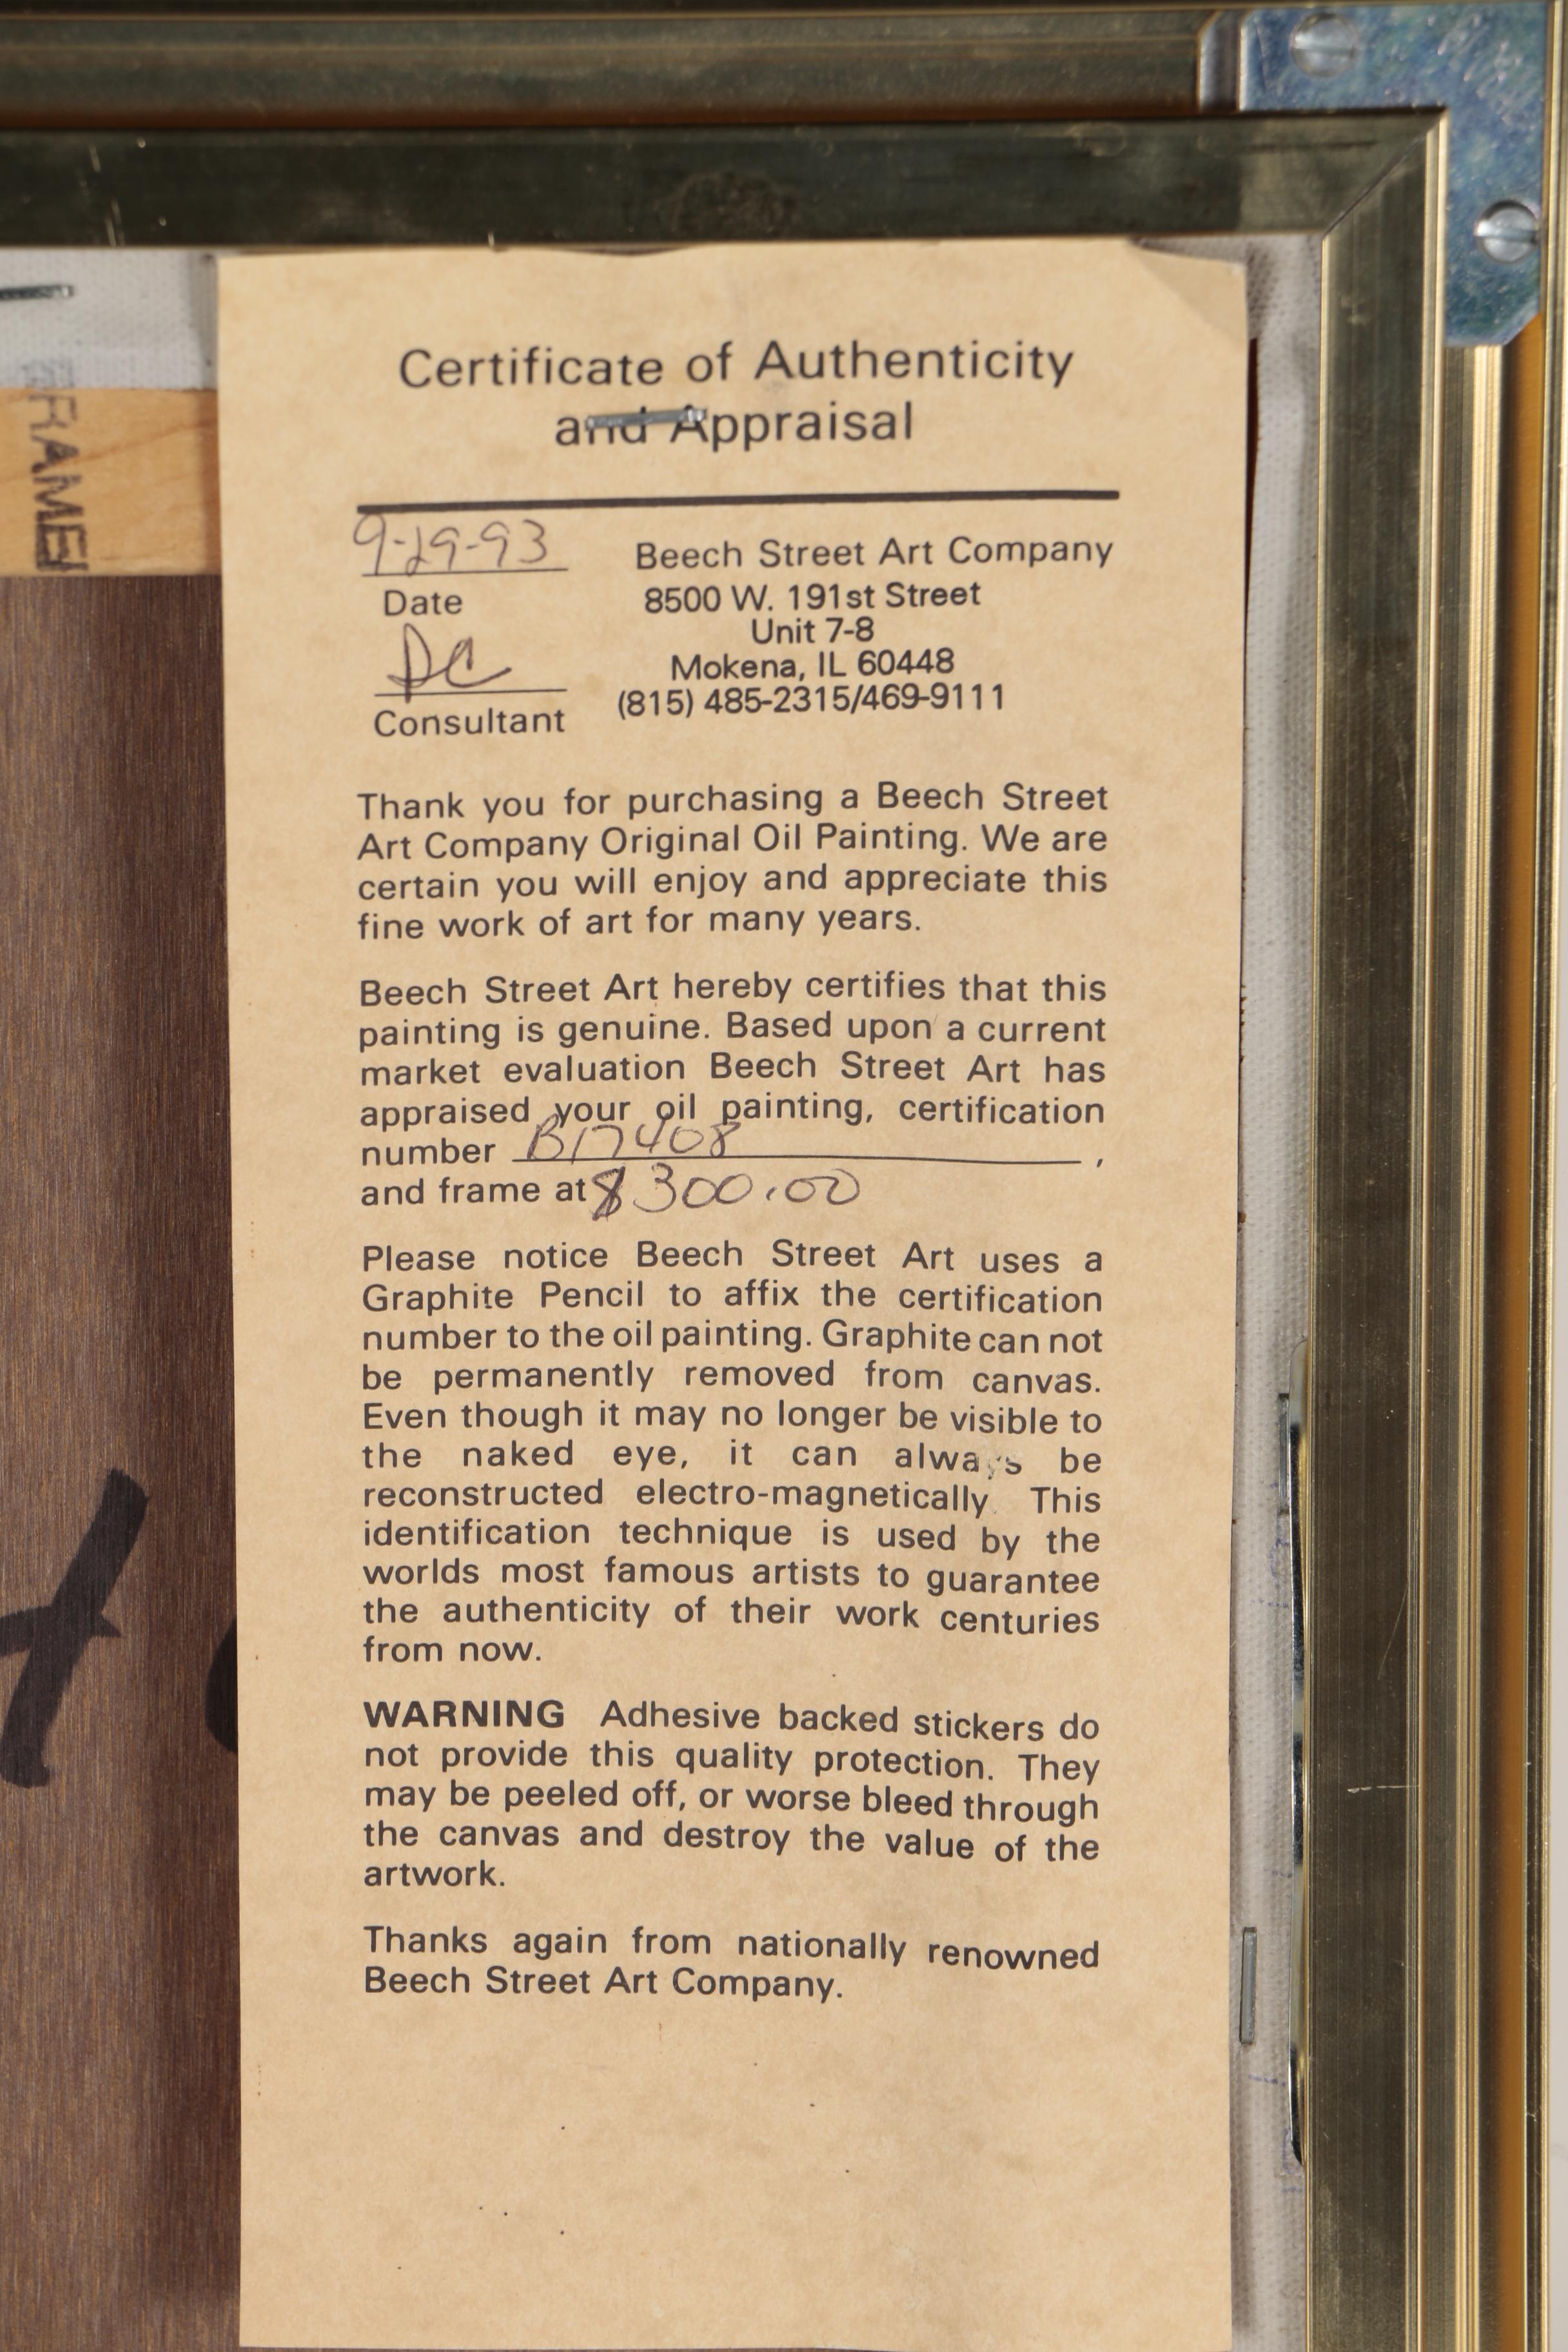 FRAME
Certificate of Authenticity
and Appraisal
9-29-93
Date
DC
Consultant
Beech Street Art Company
8500 W. 191st Street
Unit 7-8
Mokena, IL 60448
(815) 485-2315/469-9111
Thank you for purchasing a Beech Street
Art Company Original Oil Painting. We are
certain you will enjoy and appreciate this
fine work of art for many years.
Beech Street Art hereby certifies that this
painting is genuine. Based upon a current
market evaluation Beech Street Art has
appraised your oil painting, certification
number B17408 ,
and frame at $300.00
Please notice Beech Street Art uses a
Graphite Pencil to affix the certification
number to the oil painting. Graphite can not
be permanently removed from canvas.
Even though it may no longer be visible to
the naked eye, it can always be
reconstructed electro-magnetically. This
identification technique is used by the
worlds most famous artists to guarantee
the authenticity of their work centuries
from now.
WARNING Adhesive backed stickers do
not provide this quality protection. They
may be peeled off, or worse bleed through
the canvas and destroy the value of the
artwork.
Thanks again from nationally renowned
Beech Street Art Company.